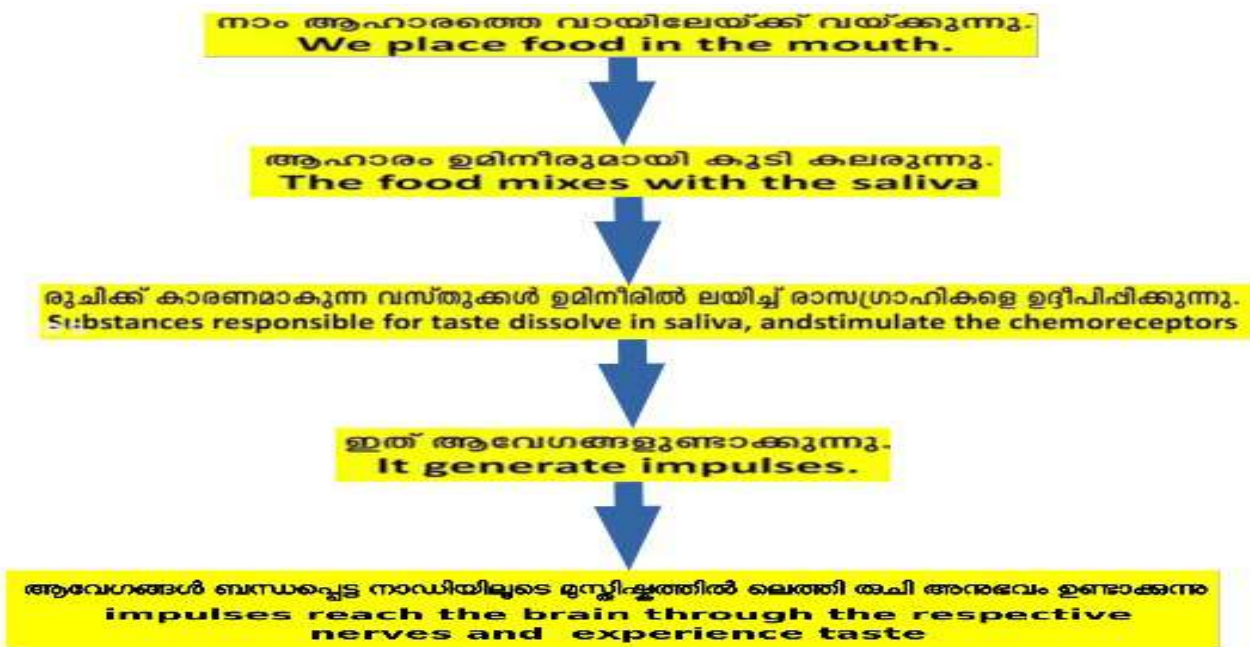 നാം ആഹാരത്തെ വായിലേയ്ക്ക് വയ്ക്കുന്നു.
We place food in the mouth.
ആഹാരം ഉമിനീരുമായി കൂടി കലരുന്നു.
The food mixes with the saliva
രുചിക്ക് കാരണമാകുന്ന വസ്തുക്കൾ ഉമിനീരിൽ ലയിച്ച് രാസഗ്രാഹികളെ ഉദ്ദീപിപ്പിക്കുന്നു.
Substances responsible for taste dissolve in saliva, andstimulate the chemoreceptors
ഇത് ആവേഗങ്ങളുണ്ടാക്കുന്നു.
It generate impulses.
ആവേഗങ്ങൾ ബന്ധപ്പെട്ട നാഡിയിലൂടെ മസ്തിഷ്കത്തിൽ ലെത്തി രുചി അനുഭവം ഉണ്ടാക്കുന്നു
impulses reach the brain through the respective
nerves and experience taste